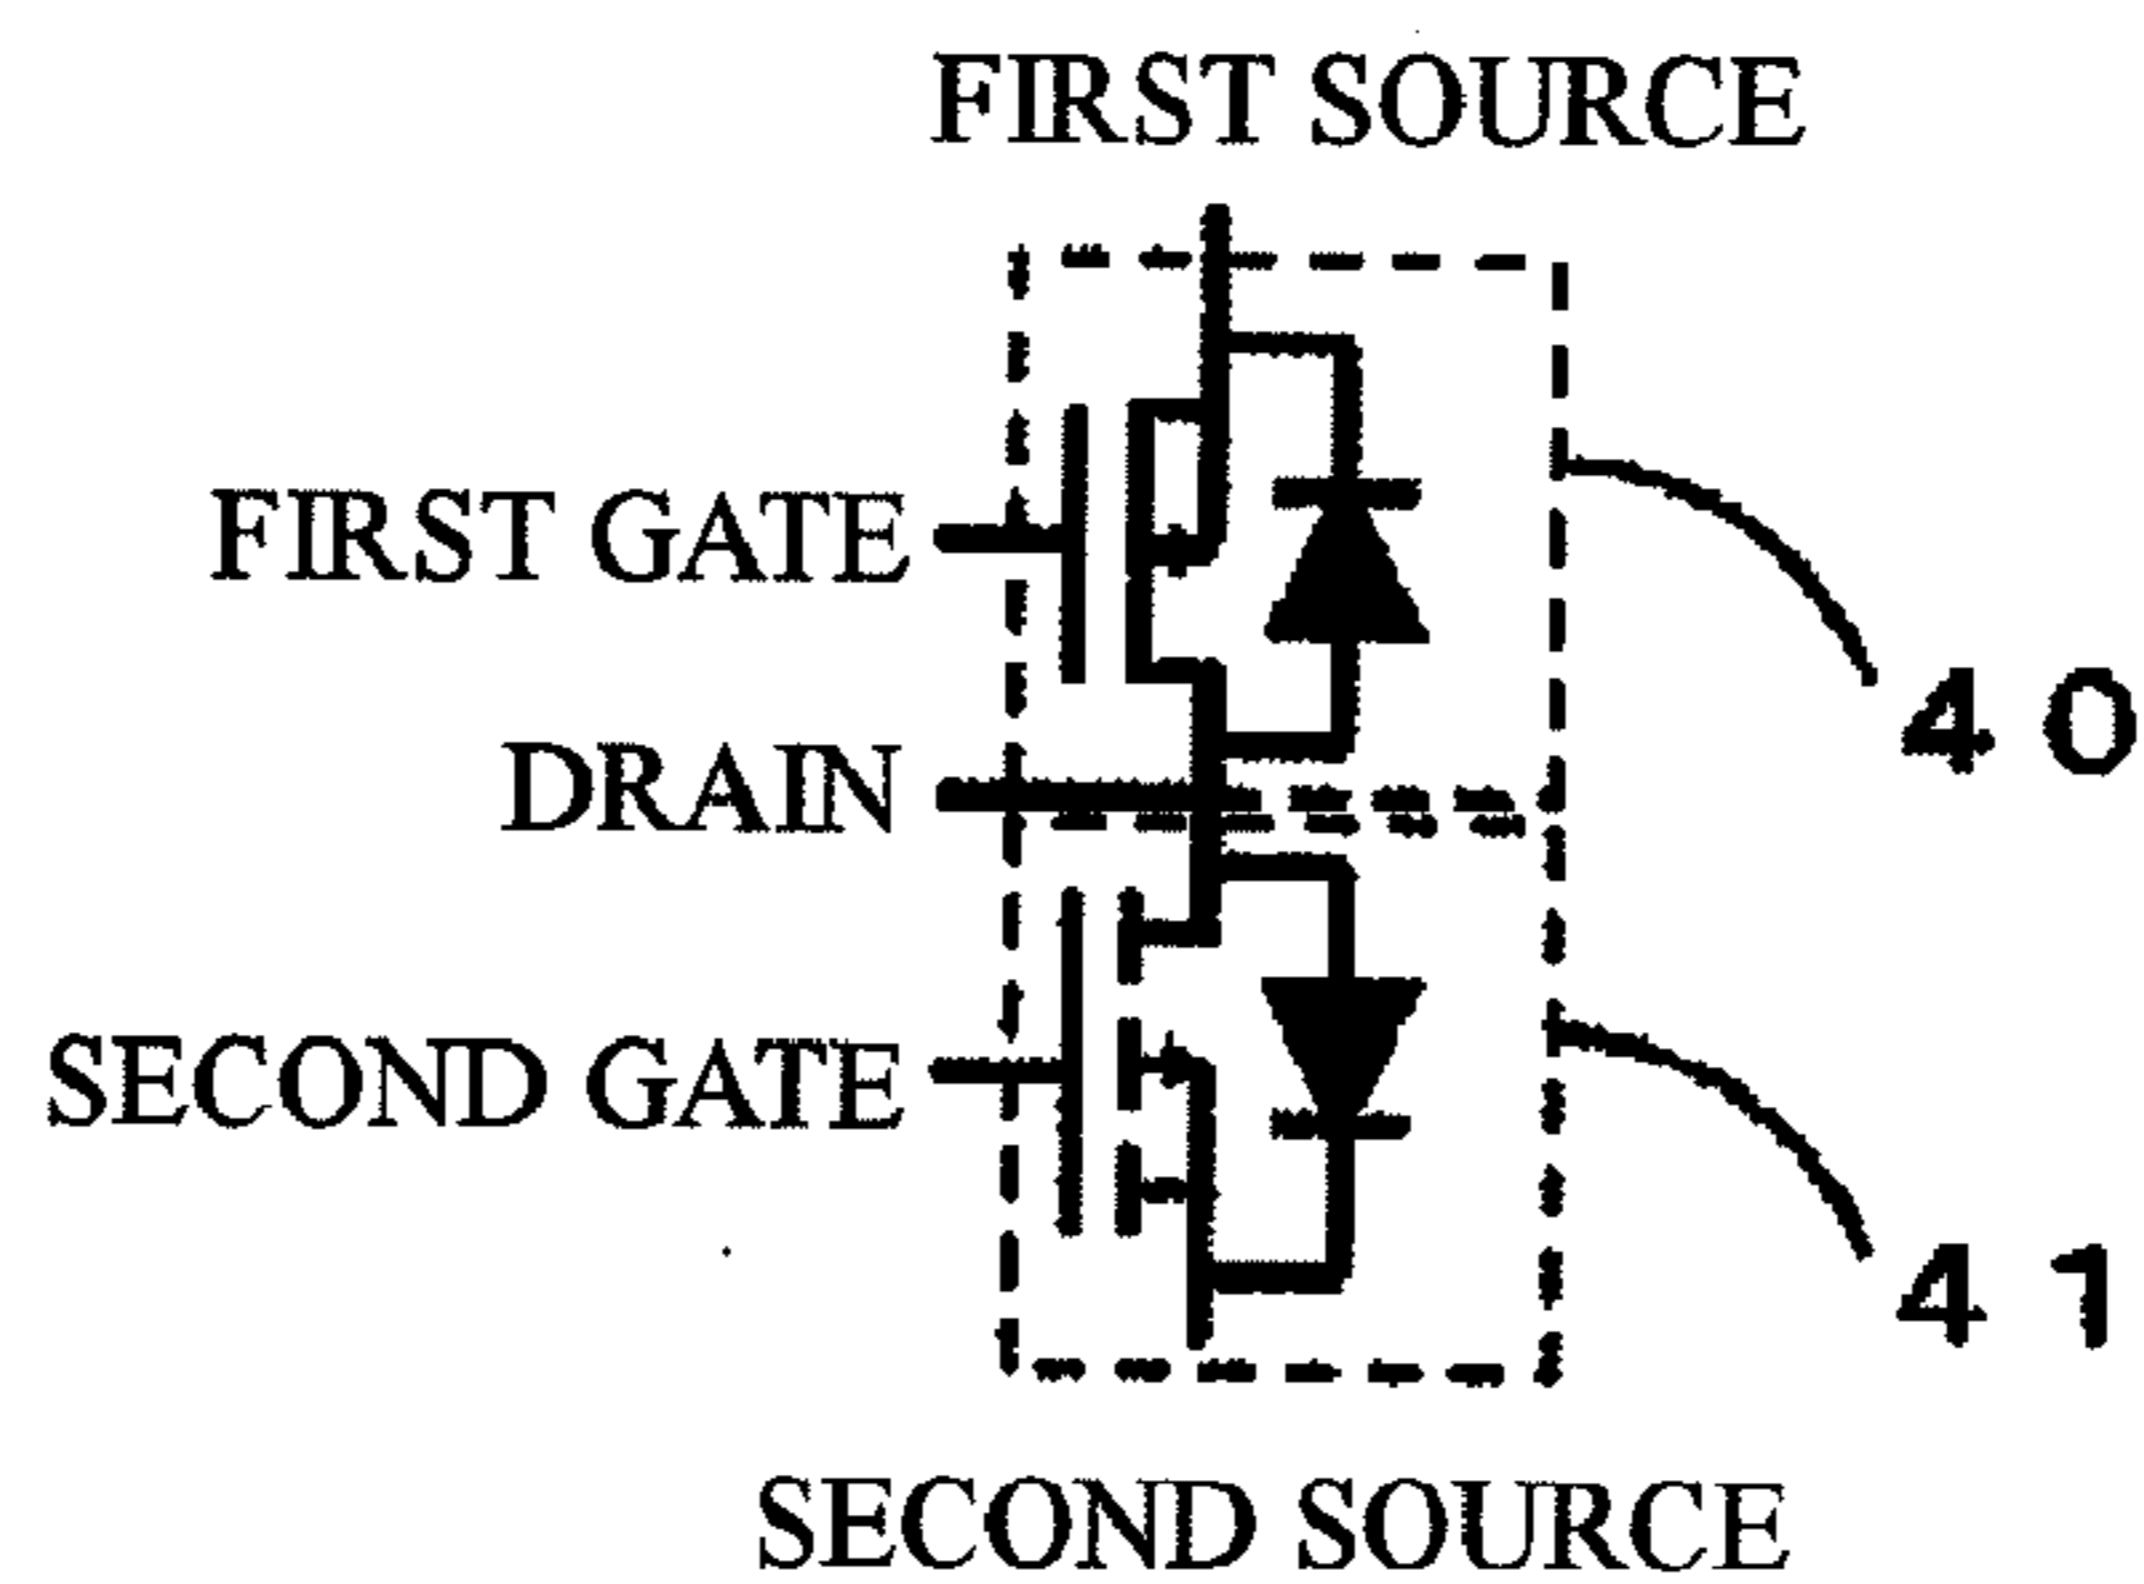 FIRST SOURCE
FIRST GATE
40
DRAIN
SECOND GATE
41
SECOND SOURCE